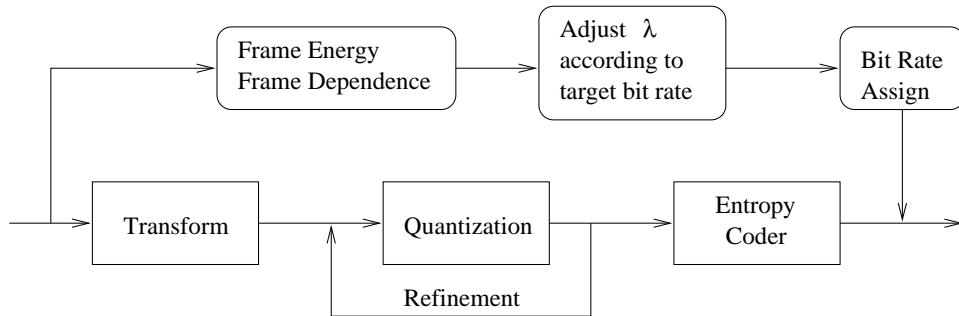 Frame Energy
Frame Dependence
Adjust λ
according to
target bit rate
Bit Rate
Assign
Transform
Quantization
Entropy
Coder
Refinement